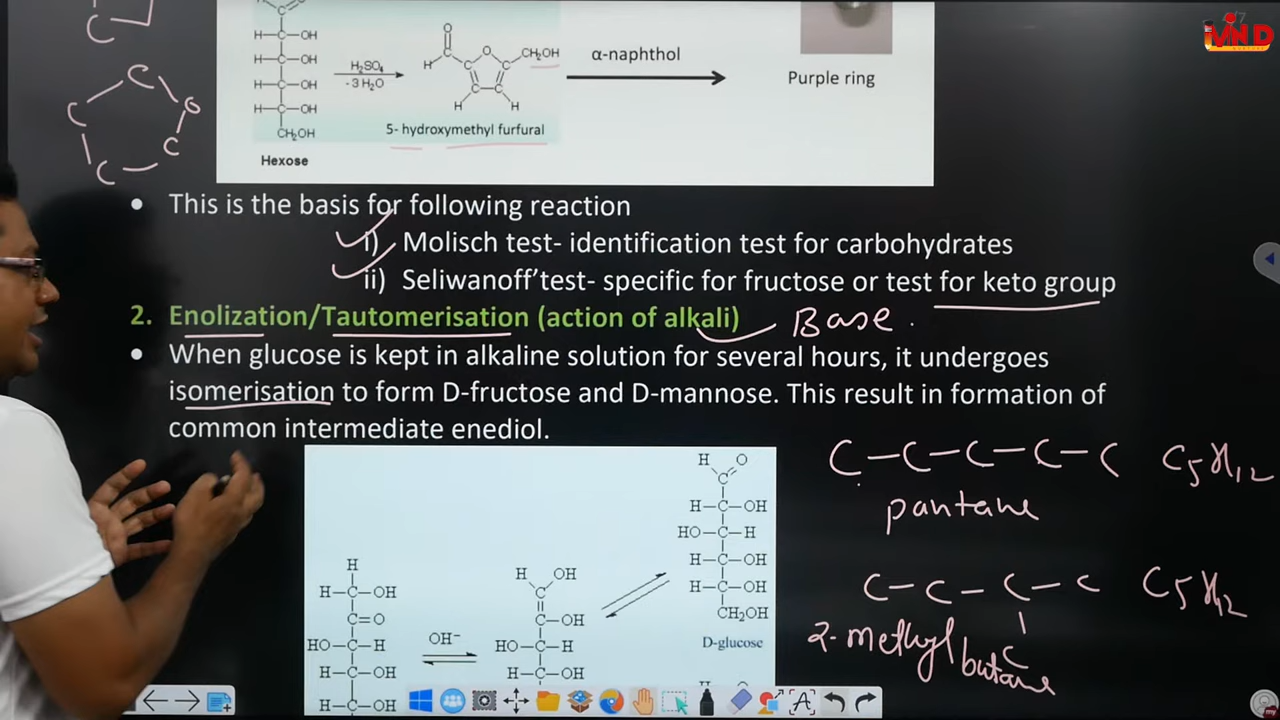 C
C
C
C
O
C
C
H–C–OH
H–C–OH
H–C–OH
H–C–OH
CH₂OH
Hexose
H₂SO₄
-3 H₂O
O
C
H
O
CH₂OH
C
C
C–C
H
H
5- hydroxymethyl furfural
α-naphthol
Purple ring
MND
• This is the basis for following reaction
i) Molisch test- identification test for carbohydrates
ii) Seliwanoff’test- specific for fructose or test for keto group
2. Enolization/Tautomerisation (action of alkali) Base.
• When glucose is kept in alkaline solution for several hours, it undergoes
isomerisation to form D-fructose and D-mannose. This result in formation of
common intermediate enediol.
H
H–C–OH
C=O
HO–C–H
H–C–OH
H–C–OH
OH⁻
H
OH
C
C–OH
HO–C–H
H–C–OH
H
O
C
H–C–OH
HO–C–H
H–C–OH
H–C–OH
CH₂OH
D-glucose
H
O
C–C–C–C–C C₅H₁₂
pantane
C–C–C–C C₅H₁₂
C
2-methyl butane